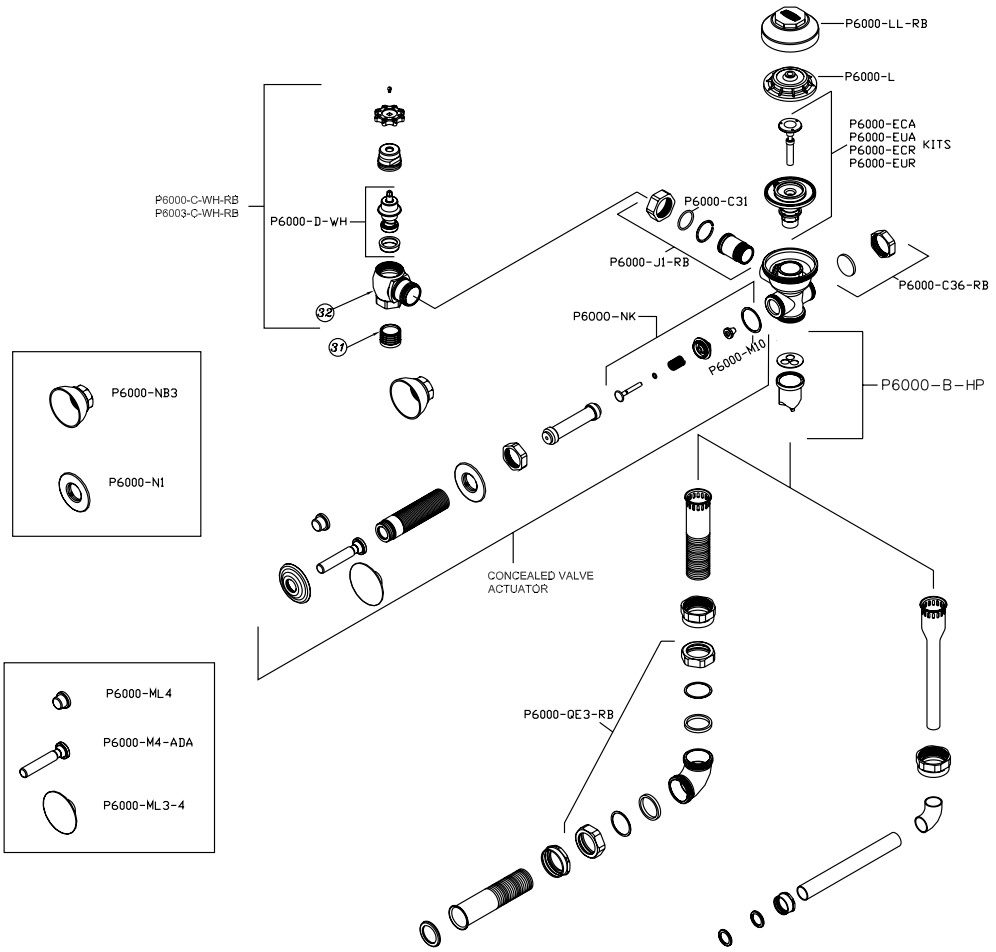 P6000-LL-RB
P6000-L
P6000-ECA
P6000-EUA
P6000-ECR
P6000-EUR
KITS
P6000-C-WH-RB
P6003-C-WH-RB
P6000-D-WH
P6000-C31
P6000-J1-RB
P6000-C36-RB
32
31
P6000-NK
P6000-M10
P6000-B-HP
P6000-NB3
P6000-N1
CONCEALED VALVE
ACTUATOR
P6000-ML4
P6000-M4-ADA
P6000-ML3-4
P6000-QE3-RB